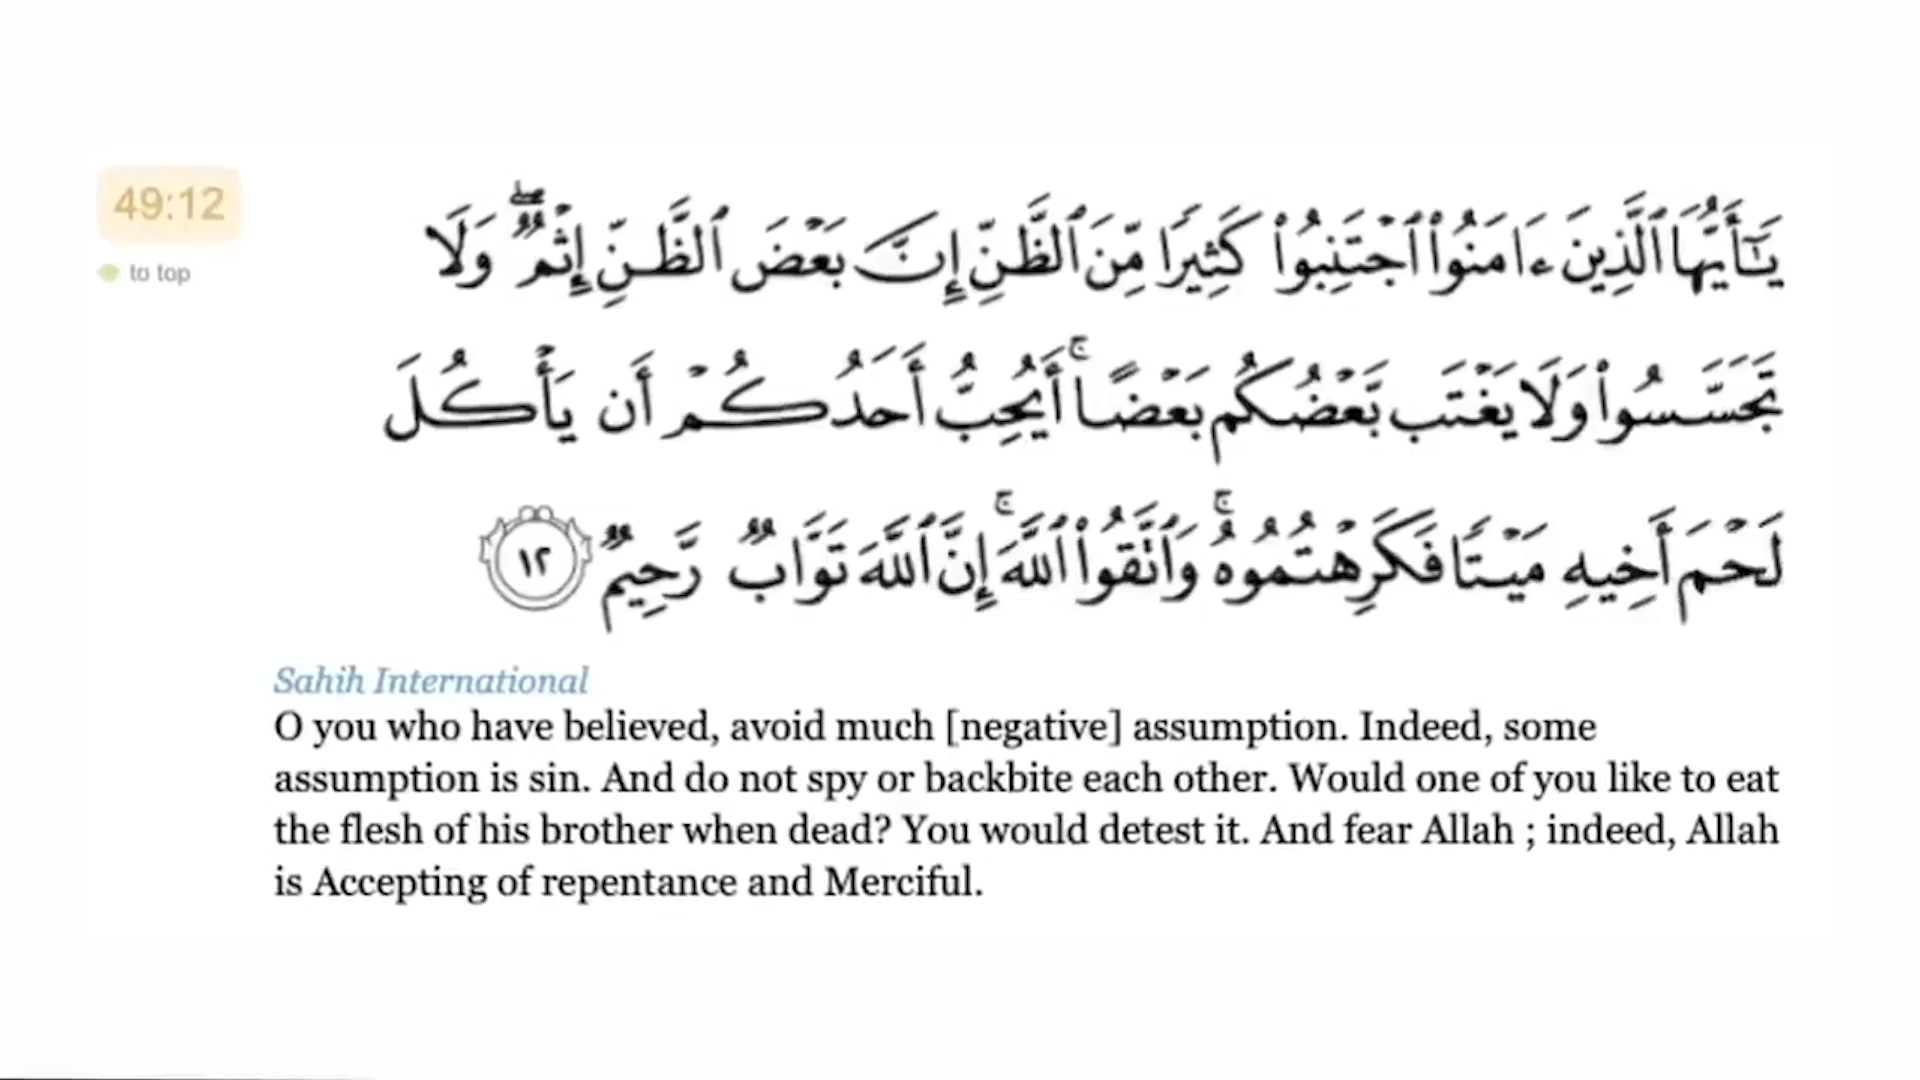 49:12
to top
يَـٰٓأَيُّهَا ٱلَّذِينَ ءَامَنُوا۟ ٱجْتَنِبُوا۟ كَثِيرًا مِّنَ ٱلظَّنِّ إِنَّ بَعْضَ ٱلظَّنِّ إِثْمٌ ۖ وَلَا
تَجَسَّسُوا۟ وَلَا يَغْتَب بَّعْضُكُم بَعْضًا ۚ أَيُحِبُّ أَحَدُكُمْ أَن يَأْكُلَ
لَحْمَ أَخِيهِ مَيْتًا فَكَرِهْتُمُوهُ ۚ وَٱتَّقُوا۟ ٱللَّهَ ۚ إِنَّ ٱللَّهَ تَوَّابٌ رَّحِيمٌ ١٢
Sahih International
O you who have believed, avoid much [negative] assumption. Indeed, some
assumption is sin. And do not spy or backbite each other. Would one of you like to eat
the flesh of his brother when dead? You would detest it. And fear Allah ; indeed, Allah
is Accepting of repentance and Merciful.